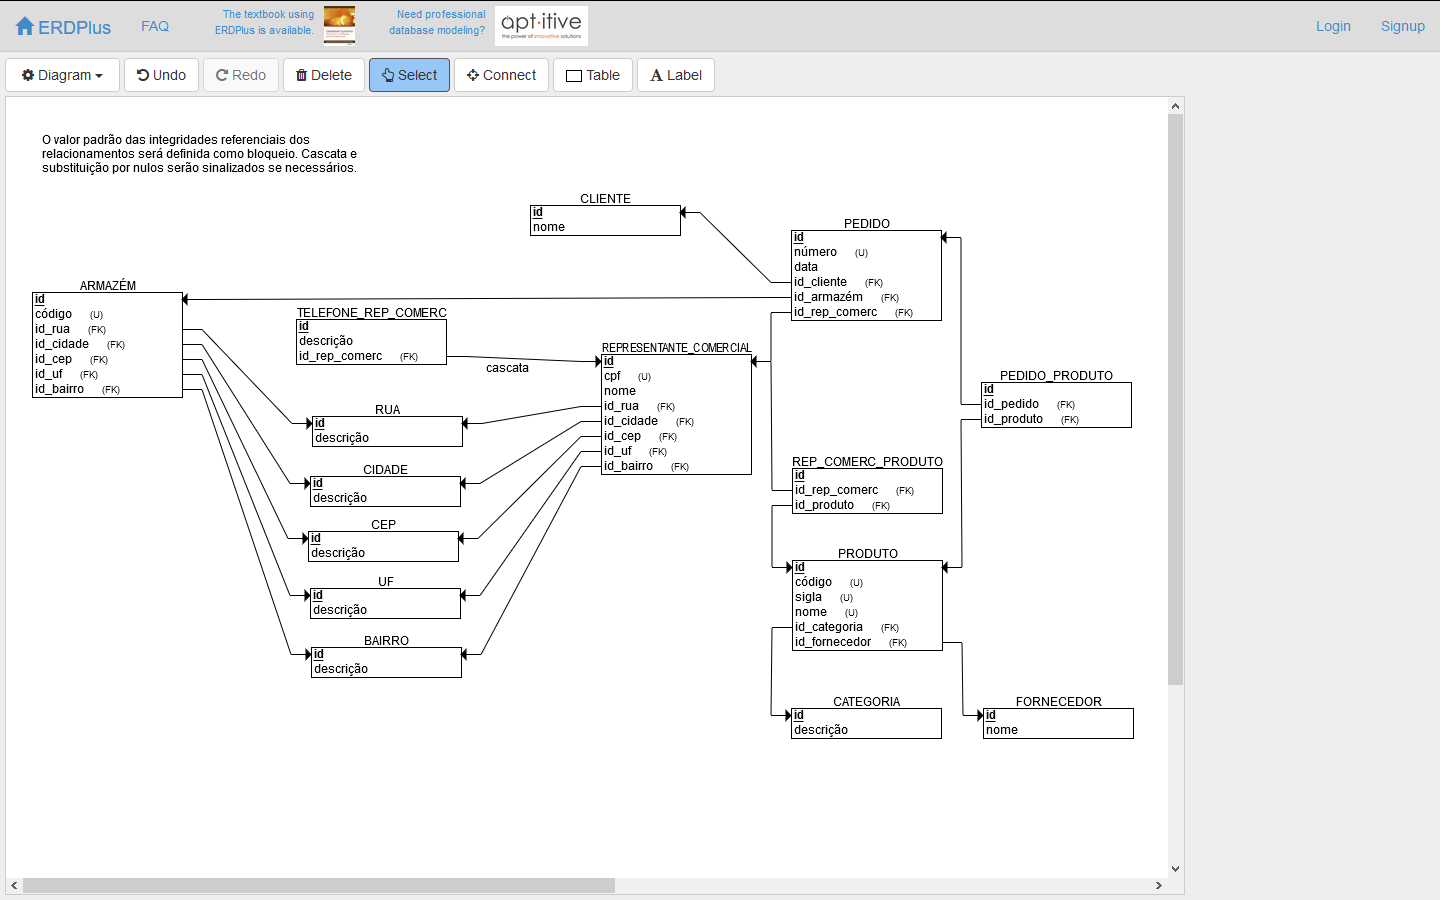 ERDPlus
FAQ
The textbook using
ERDPlus is available.
Need professional
database modeling?
apt·itive
the power of innovative solutions
Login
Signup
Diagram
Undo
Redo
Delete
Select
Connect
Table
Label
O valor padrão das integridades referenciais dos
relacionamentos será definida como bloqueio. Cascata e
substituição por nulos serão sinalizados se necessários.
CLIENTE
id
nome
PEDIDO
id
número (U)
data
id_cliente (FK)
id_armazém (FK)
id_rep_comerc (FK)
ARMAZÉM
id
código (U)
id_rua (FK)
id_cidade (FK)
id_cep (FK)
id_uf (FK)
id_bairro (FK)
TELEFONE_REP_COMERC
id
descrição
id_rep_comerc (FK)
cascata
REPRESENTANTE_COMERCIAL
id
cpf (U)
nome
id_rua (FK)
id_cidade (FK)
id_cep (FK)
id_uf (FK)
id_bairro (FK)
PEDIDO_PRODUTO
id
id_pedido (FK)
id_produto (FK)
RUA
id
descrição
CIDADE
id
descrição
CEP
id
descrição
UF
id
descrição
BAIRRO
id
descrição
REP_COMERC_PRODUTO
id
id_rep_comerc (FK)
id_produto (FK)
PRODUTO
id
código (U)
sigla (U)
nome (U)
id_categoria (FK)
id_fornecedor (FK)
CATEGORIA
id
descrição
FORNECEDOR
id
nome